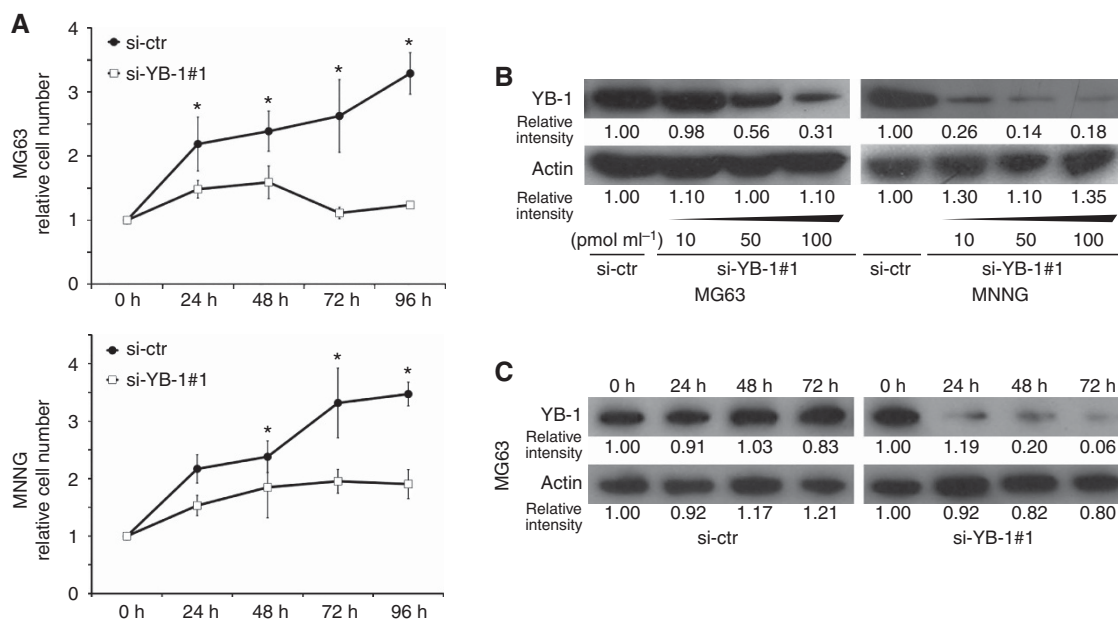 A
4
3
2
1
0
MG63
relative cell number
si-ctr
si-YB-1#1
* * * *
0 h 24 h 48 h 72 h 96 h
4
3
2
1
0
MNNG
relative cell number
si-ctr
si-YB-1#1
* * *
0 h 24 h 48 h 72 h 96 h
B
YB-1
Relative
intensity
1.00 0.98 0.56 0.31 1.00 0.26 0.14 0.18
Actin
Relative
intensity
1.00 1.10 1.00 1.10 1.00 1.30 1.10 1.35
(pmol ml⁻¹) 10 50 100 10 50 100
si-ctr si-YB-1#1 si-ctr si-YB-1#1
MG63 MNNG
C
0 h 24 h 48 h 72 h 0 h 24 h 48 h 72 h
MG63
YB-1
Relative
intensity
1.00 0.91 1.03 0.83 1.00 1.19 0.20 0.06
Actin
Relative
intensity
1.00 0.92 1.17 1.21 1.00 0.92 0.82 0.80
si-ctr si-YB-1#1